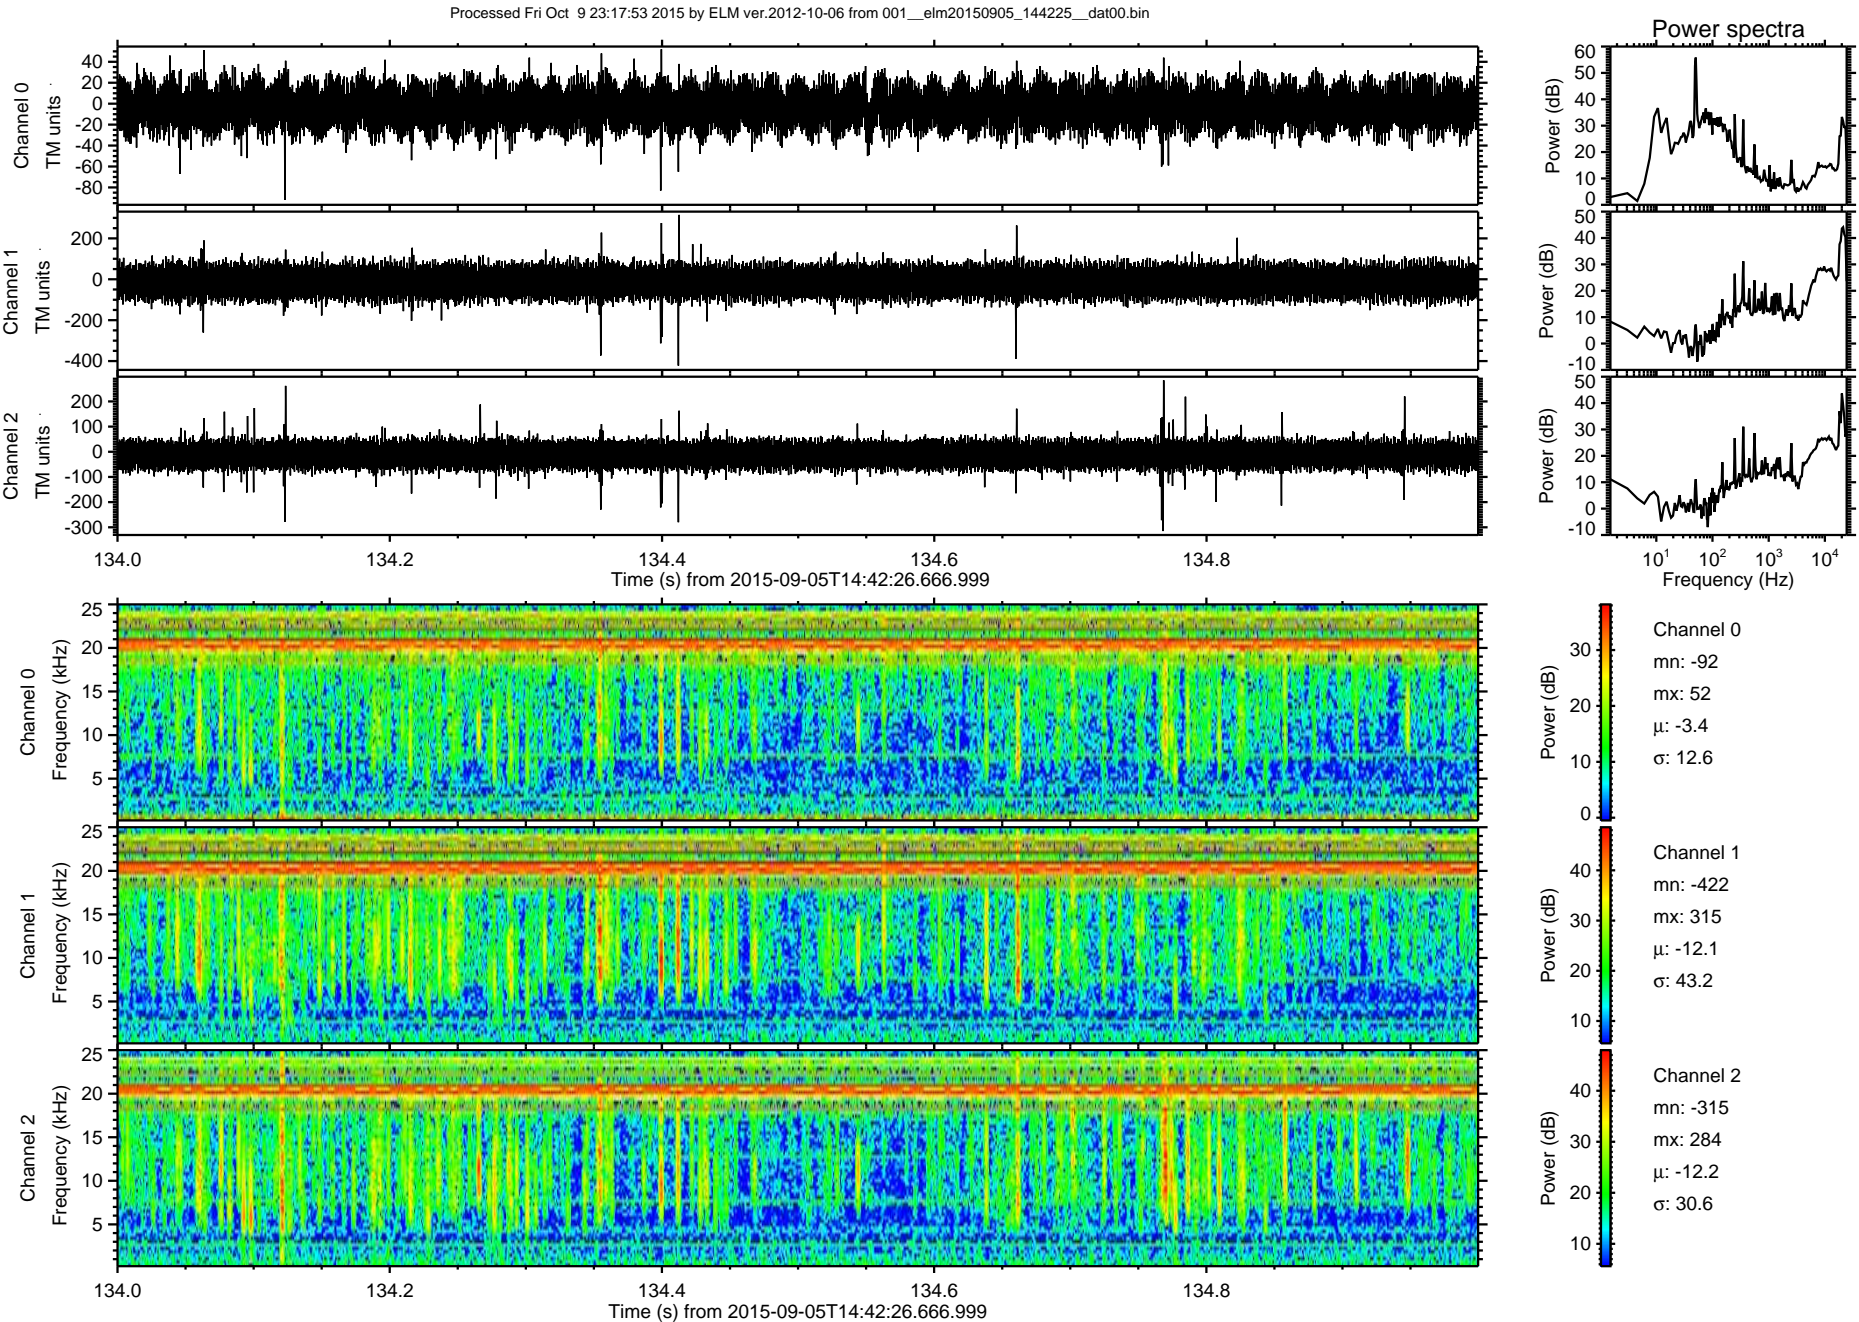 Processed Fri Oct  9 23:17:53 2015 by ELM ver.2012-10-06 from 001__elm20150905_144225__dat00.bin
Power spectra
Channel 0
TM units
40
20
0
-20
-40
-60
-80
Power (dB)
60
50
40
30
20
10
0
Channel 1
TM units
200
0
-200
-400
Power (dB)
50
40
30
20
10
0
-10
Channel 2
TM units
200
100
0
-100
-200
-300
Power (dB)
50
40
30
20
10
0
-10
134.0 134.2 134.4 134.6 134.8
Time (s) from 2015-09-05T14:42:26.666.999
10¹ 10² 10³ 10⁴
Frequency (Hz)
Channel 0
Frequency (kHz)
25
20
15
10
5
Power (dB)
30
20
10
0
Channel 0
mn: -92
mx: 52
μ: -3.4
σ: 12.6
Channel 1
Frequency (kHz)
25
20
15
10
5
Power (dB)
40
30
20
10
Channel 1
mn: -422
mx: 315
μ: -12.1
σ: 43.2
Channel 2
Frequency (kHz)
25
20
15
10
5
Power (dB)
40
30
20
10
Channel 2
mn: -315
mx: 284
μ: -12.2
σ: 30.6
134.0 134.2 134.4 134.6 134.8
Time (s) from 2015-09-05T14:42:26.666.999